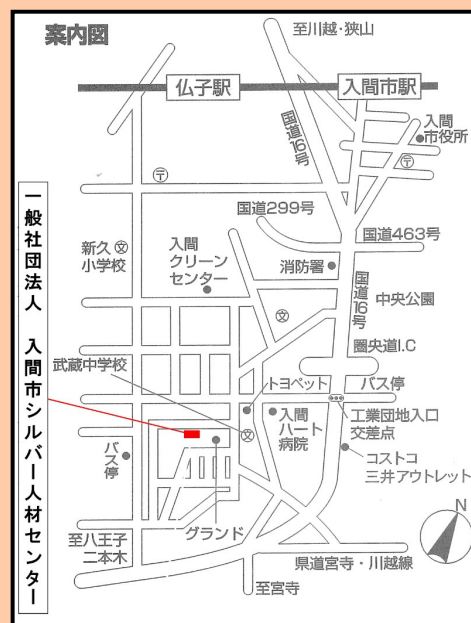 案内図
至川越・狭山
仏子駅
入間市駅
国道16号
入間
市役所
〒
〒
国道299号
国道463号
新久
小学校
文
入間
クリーン
センター
消防署
国道16号
中央公園
文
圏央道I.C
武蔵中学校
トヨペット
バス停
文
入間
ハート
病院
工業団地入口
交差点
バス停
コストコ
三井アウトレット
グランド
至八王子
二本木
県道宮寺・川越線
至宮寺
N
一般社団法人 入間市シルバー人材センター